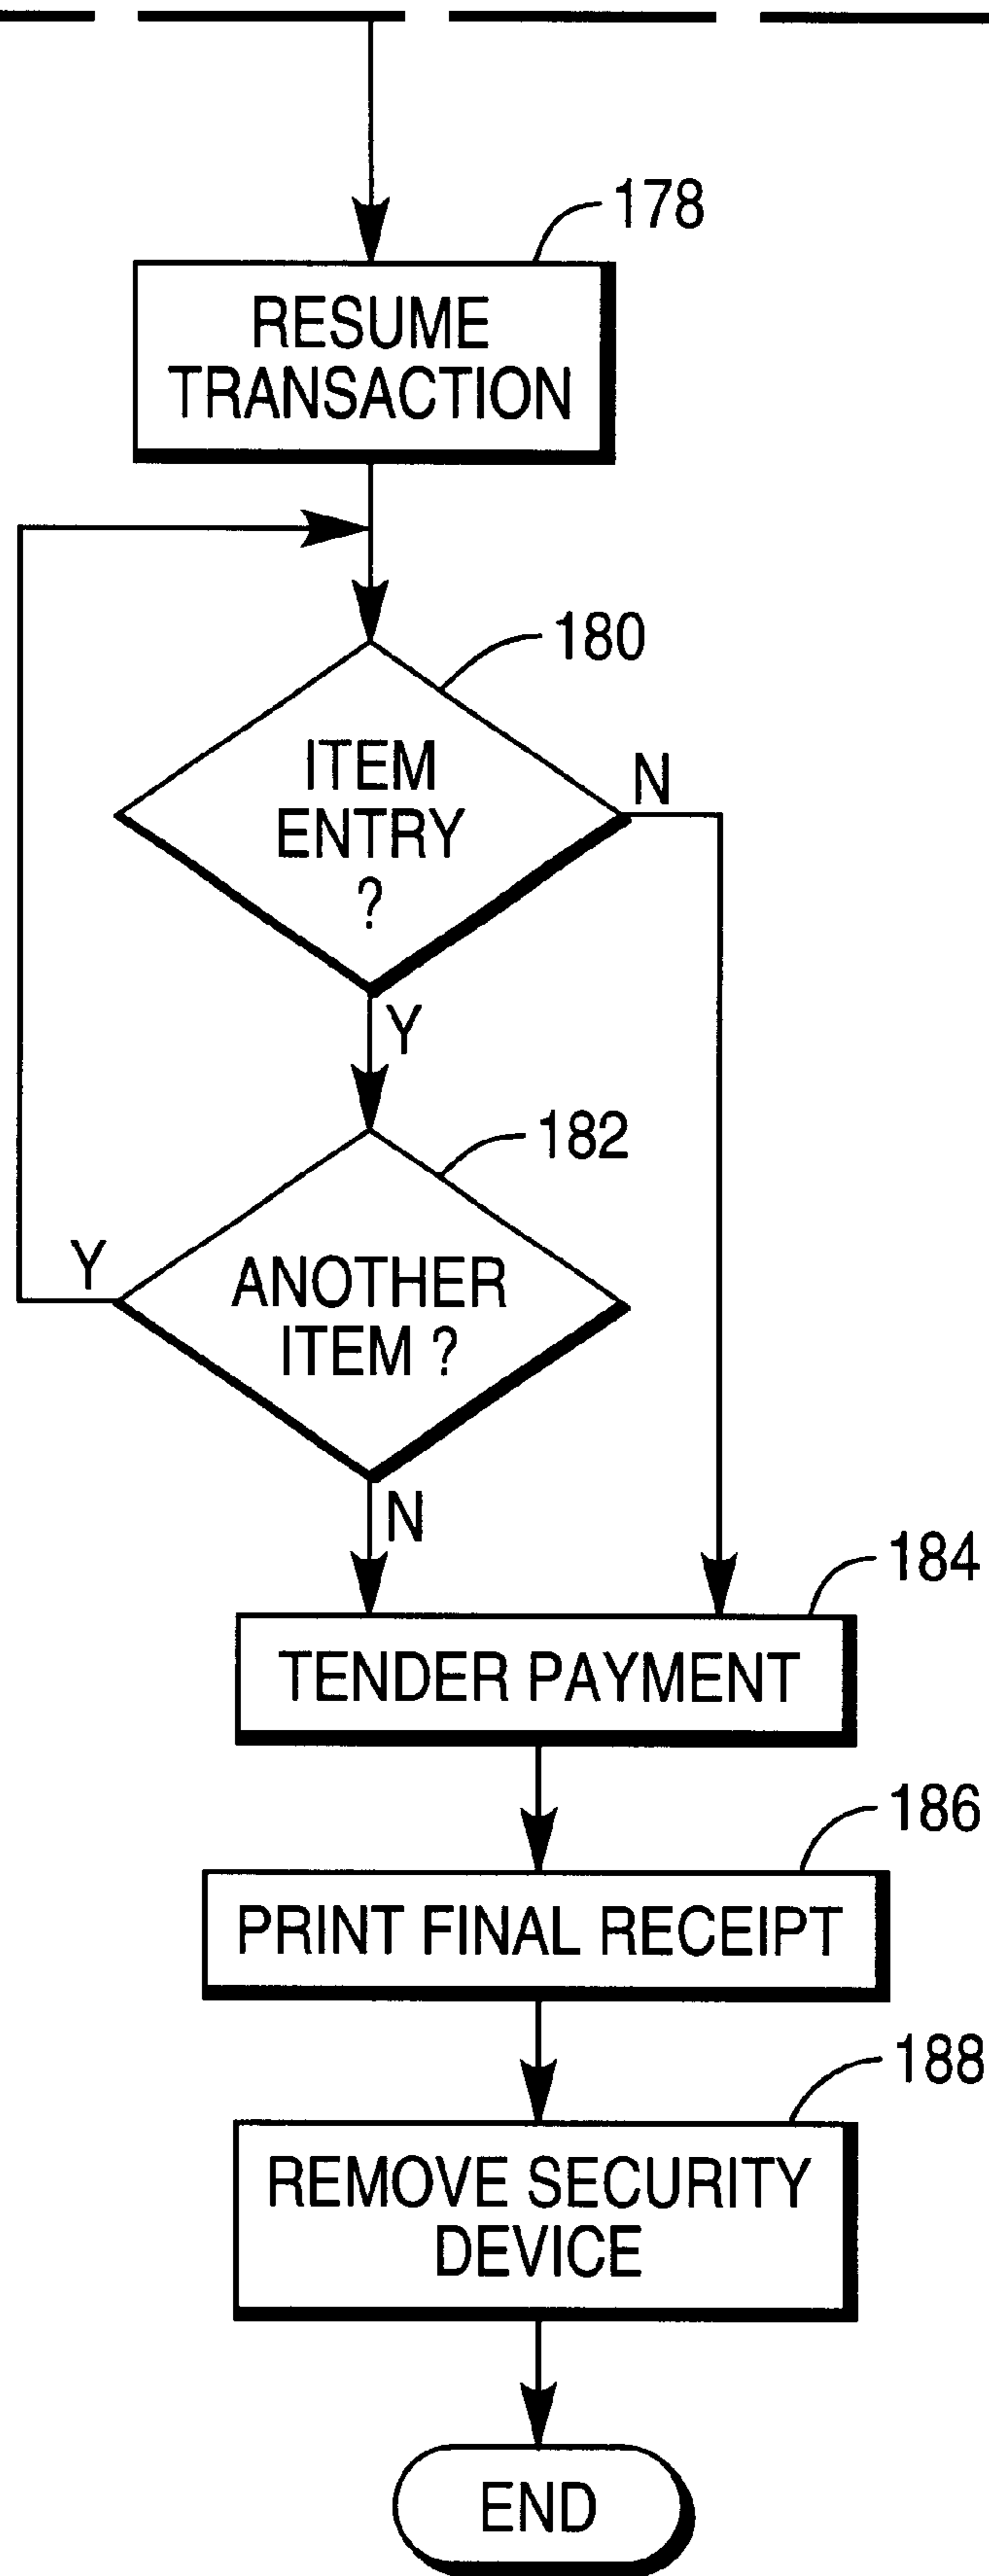 178
RESUME
TRANSACTION
180
ITEM
ENTRY
?
N
Y
182
Y
ANOTHER
ITEM ?
N
184
TENDER PAYMENT
186
PRINT FINAL RECEIPT
188
REMOVE SECURITY
DEVICE
END